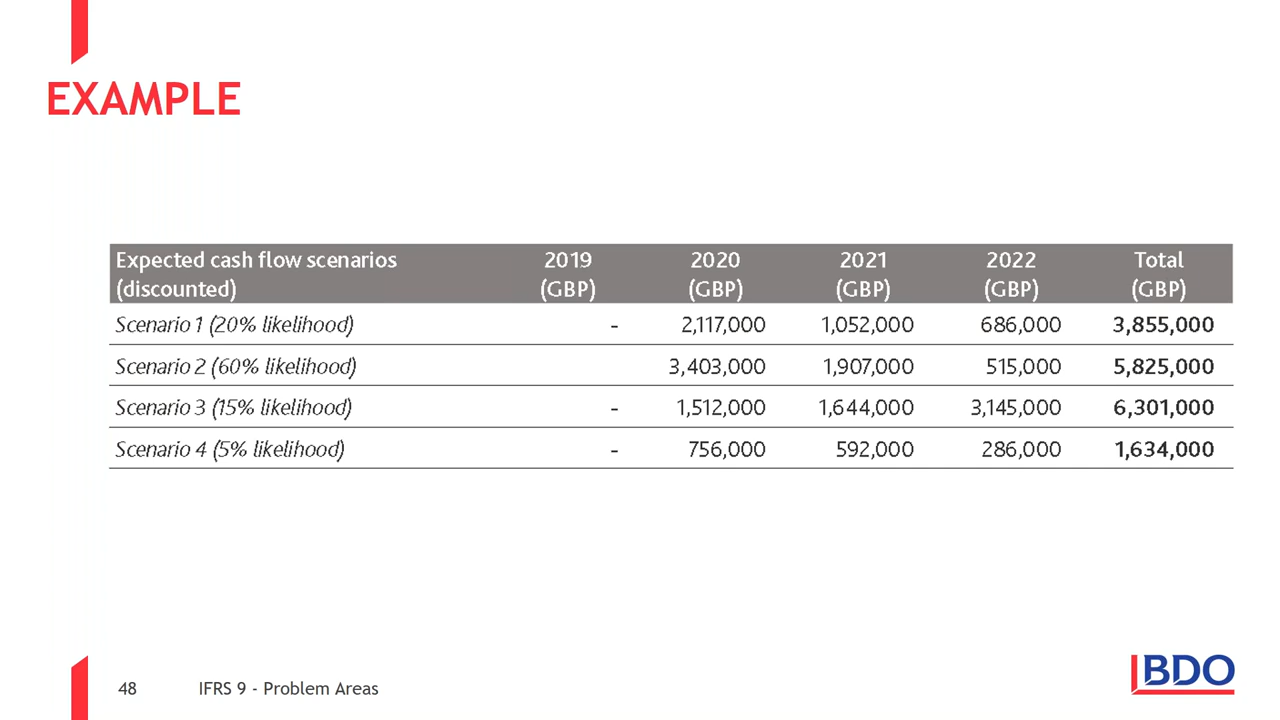 EXAMPLE
Expected cash flow scenarios (discounted) 2019 (GBP) 2020 (GBP) 2021 (GBP) 2022 (GBP) Total (GBP)
Scenario 1 (20% likelihood) - 2,117,000 1,052,000 686,000 3,855,000
Scenario 2 (60% likelihood) 3,403,000 1,907,000 515,000 5,825,000
Scenario 3 (15% likelihood) - 1,512,000 1,644,000 3,145,000 6,301,000
Scenario 4 (5% likelihood) - 756,000 592,000 286,000 1,634,000
48 IFRS 9 - Problem Areas
BDO